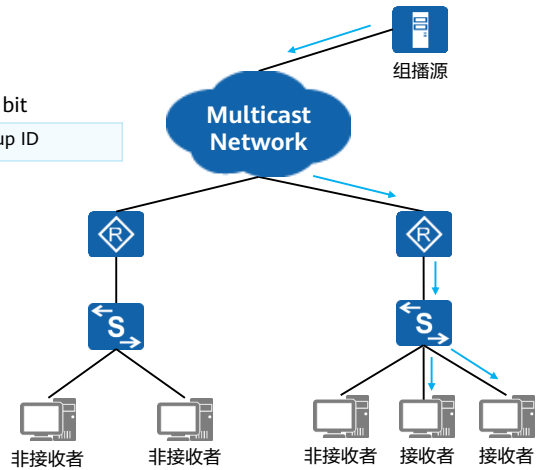 组播源
bit
up ID
Multicast
Network
R
R
S
S
非接收者
非接收者
非接收者
接收者
接收者